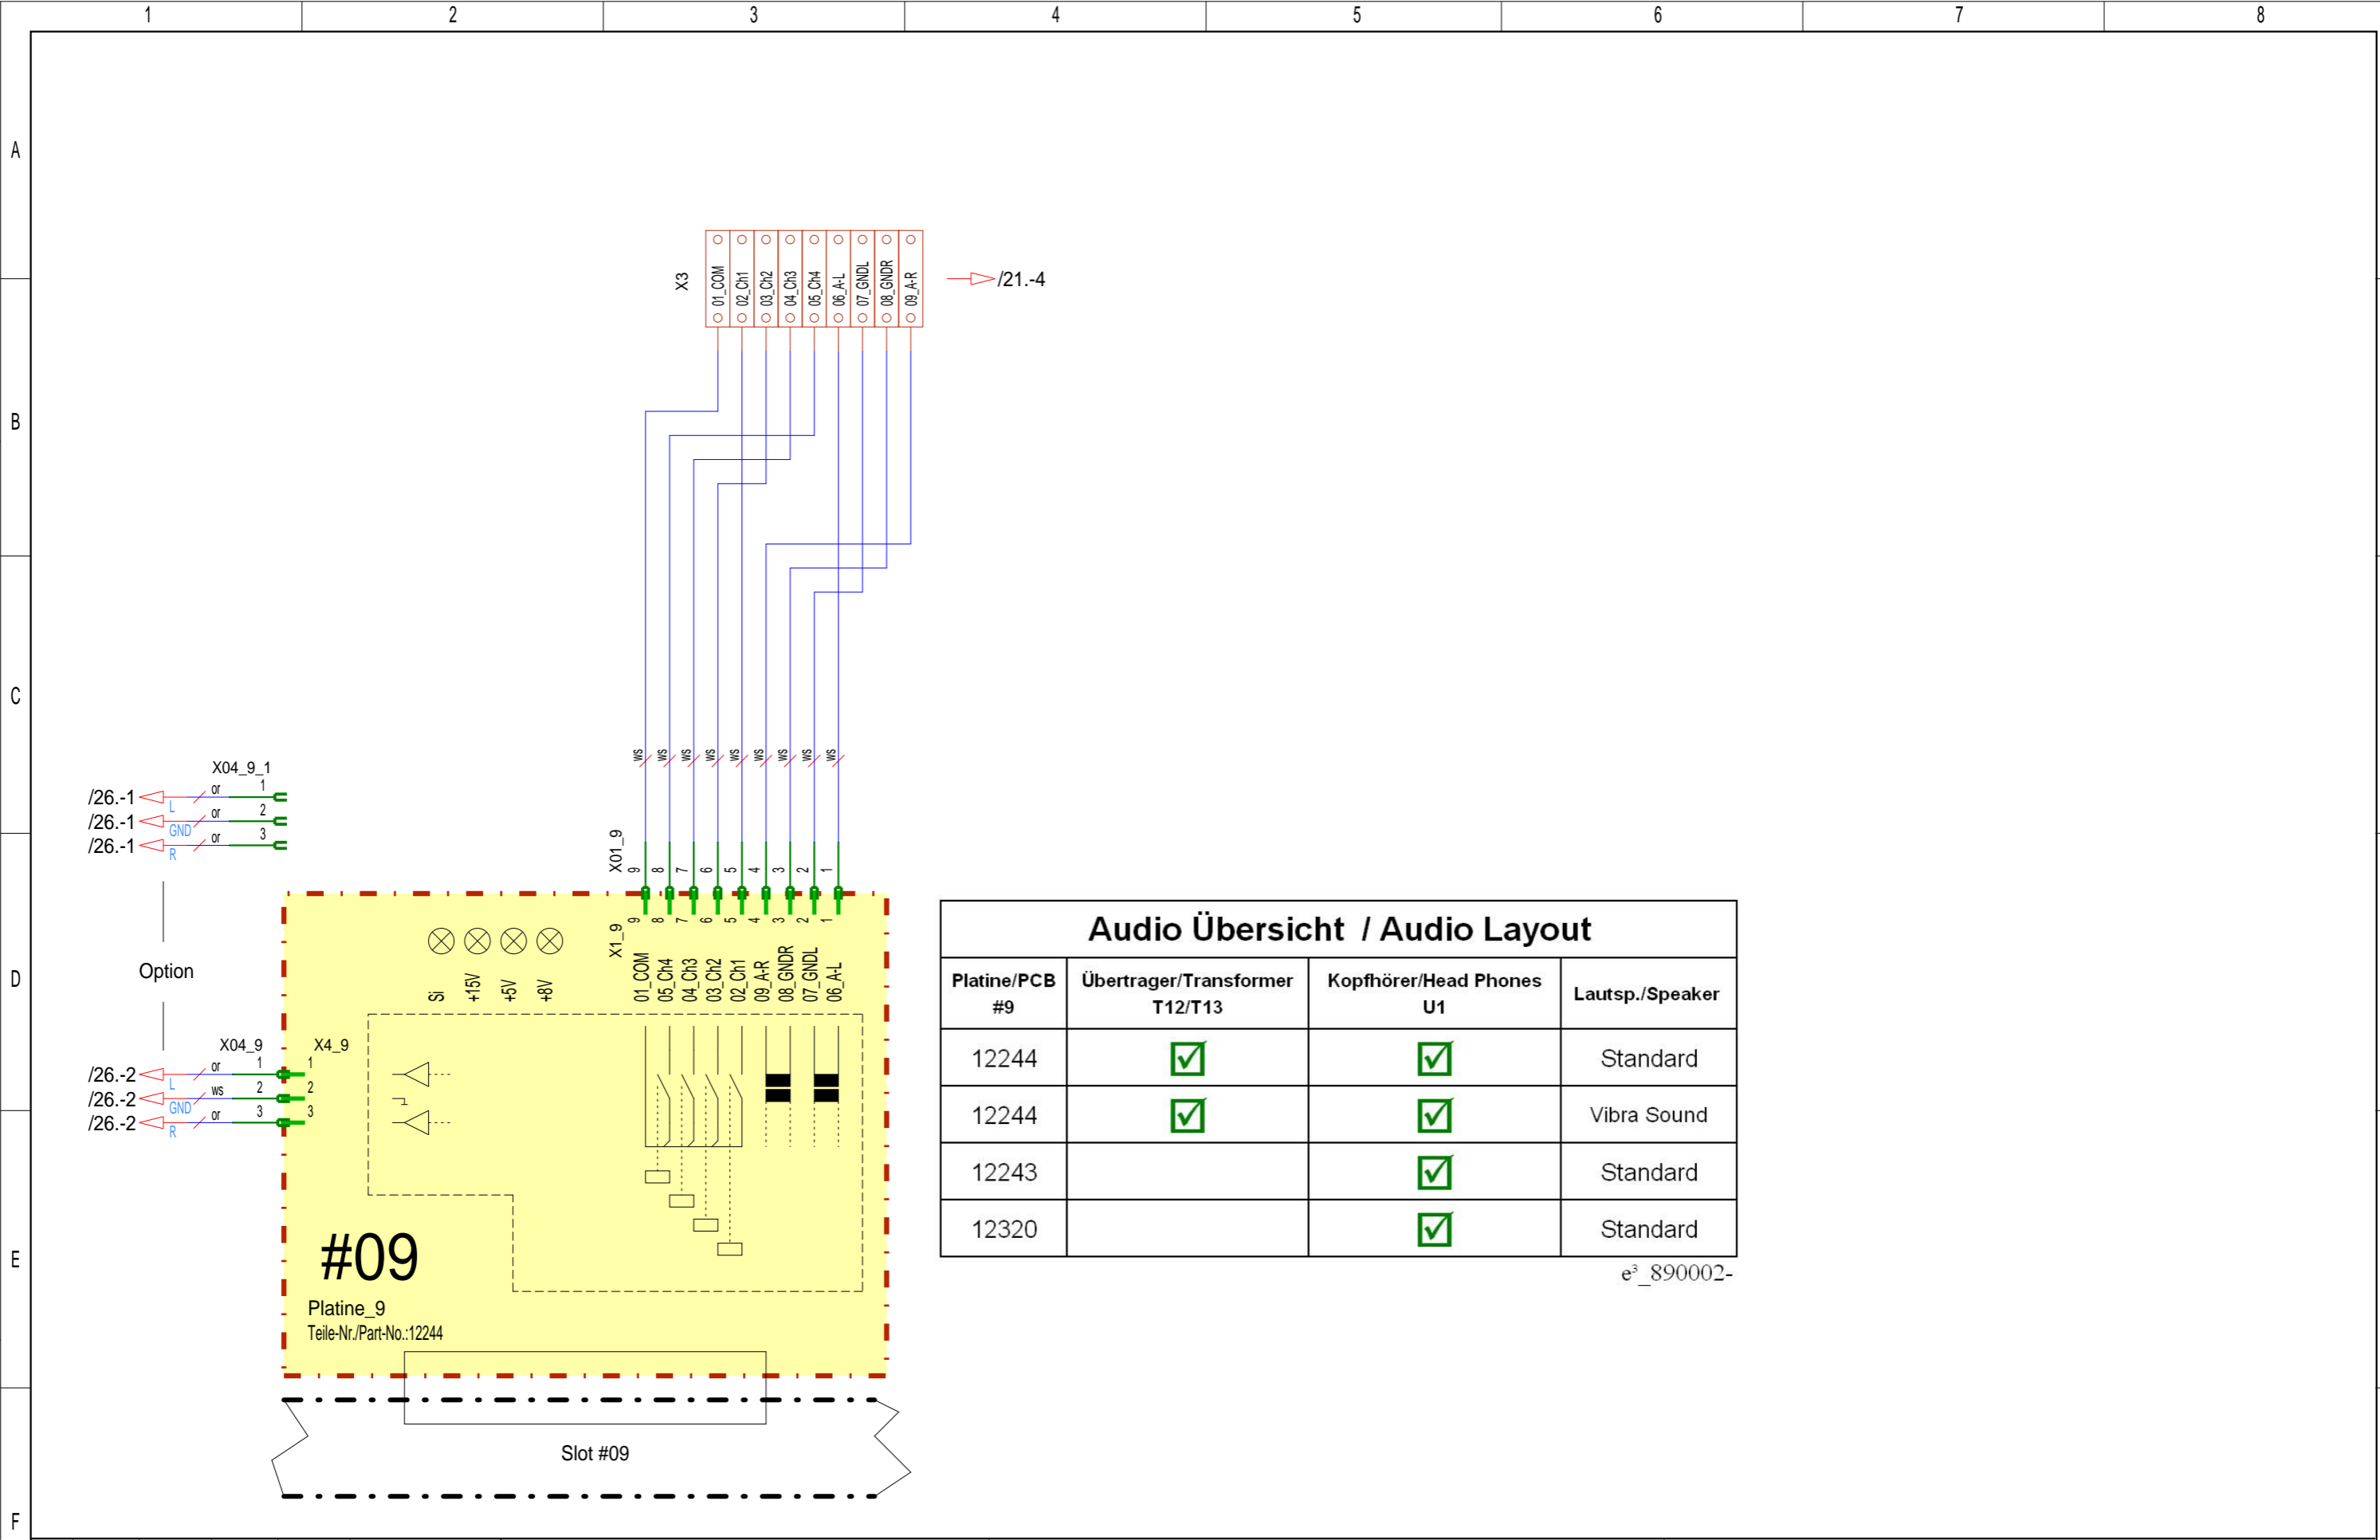 1 2 3 4 5 6 7 8
A
B
C
D
E
F
X3
01_COM
02_Ch1
03_Ch2
04_Ch3
05_Ch4
06_A-L
07_GNDL
08_GNDR
09_A-R
/21.-4
ws ws ws ws ws ws ws ws ws
X04_9_1
/26.-1 L or 1
/26.-1 GND or 2
/26.-1 R or 3
Option
X01_9
9 8 7 6 5 4 3 2 1
X1_9
9 8 7 6 5 4 3 2 1
01_COM
05_Ch4
04_Ch3
03_Ch2
02_Ch1
09_A-R
08_GNDR
07_GNDL
06_A-L
Si
+15V
+5V
+8V
X04_9 X4_9
/26.-2 L or 1 1
/26.-2 GND ws 2 2
/26.-2 R or 3 3
#09
Platine_9
Teile-Nr./Part-No.:12244
Slot #09
Audio Übersicht / Audio Layout
Platine/PCB #9
Übertrager/Transformer T12/T13
Kopfhörer/Head Phones U1
Lautsp./Speaker
12244 Standard
12244 Vibra Sound
12243 Standard
12320 Standard
e³_890002-